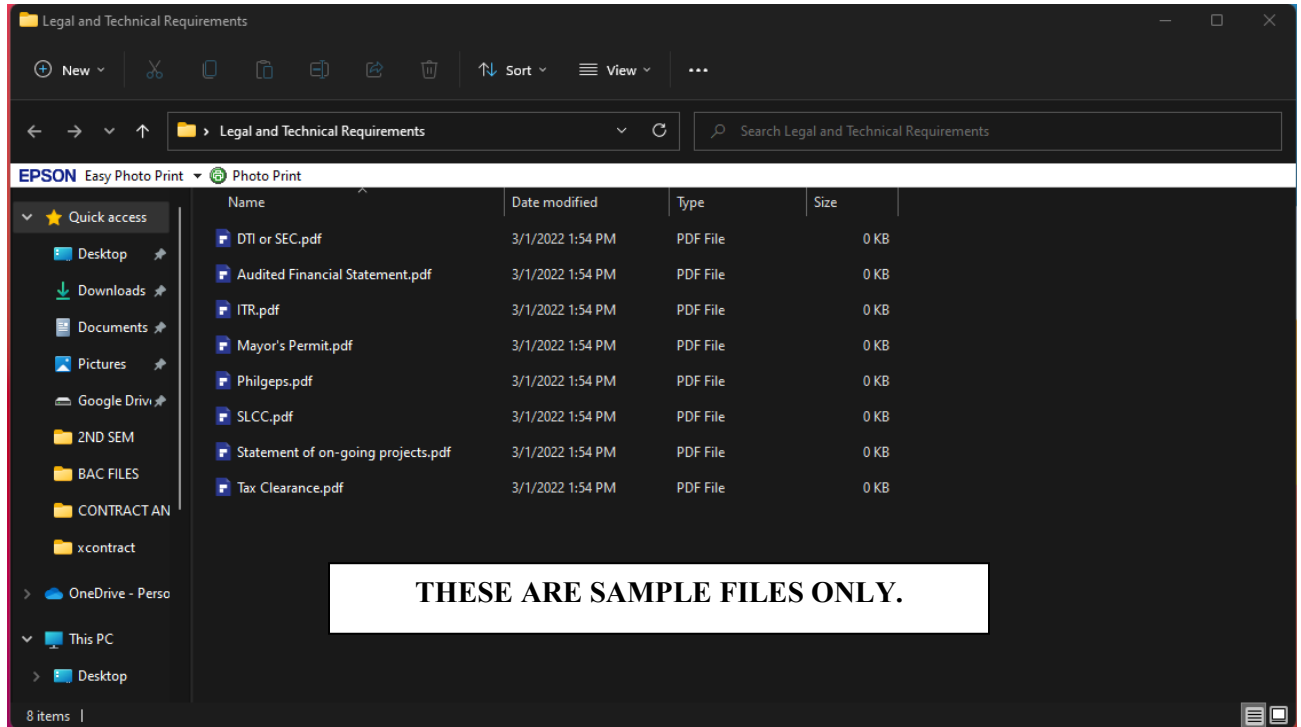 Legal and Technical Requirements
New
Sort
View
Legal and Technical Requirements
Search Legal and Technical Requirements
EPSON Easy Photo Print Photo Print
Name Date modified Type Size
Quick access
Desktop
Downloads
Documents
Pictures
Google Driv
2ND SEM
BAC FILES
CONTRACT AN
xcontract
OneDrive - Perso
This PC
Desktop
DTI or SEC.pdf 3/1/2022 1:54 PM PDF File 0 KB
Audited Financial Statement.pdf 3/1/2022 1:54 PM PDF File 0 KB
ITR.pdf 3/1/2022 1:54 PM PDF File 0 KB
Mayor's Permit.pdf 3/1/2022 1:54 PM PDF File 0 KB
Philgeps.pdf 3/1/2022 1:54 PM PDF File 0 KB
SLCC.pdf 3/1/2022 1:54 PM PDF File 0 KB
Statement of on-going projects.pdf 3/1/2022 1:54 PM PDF File 0 KB
Tax Clearance.pdf 3/1/2022 1:54 PM PDF File 0 KB
THESE ARE SAMPLE FILES ONLY.
8 items